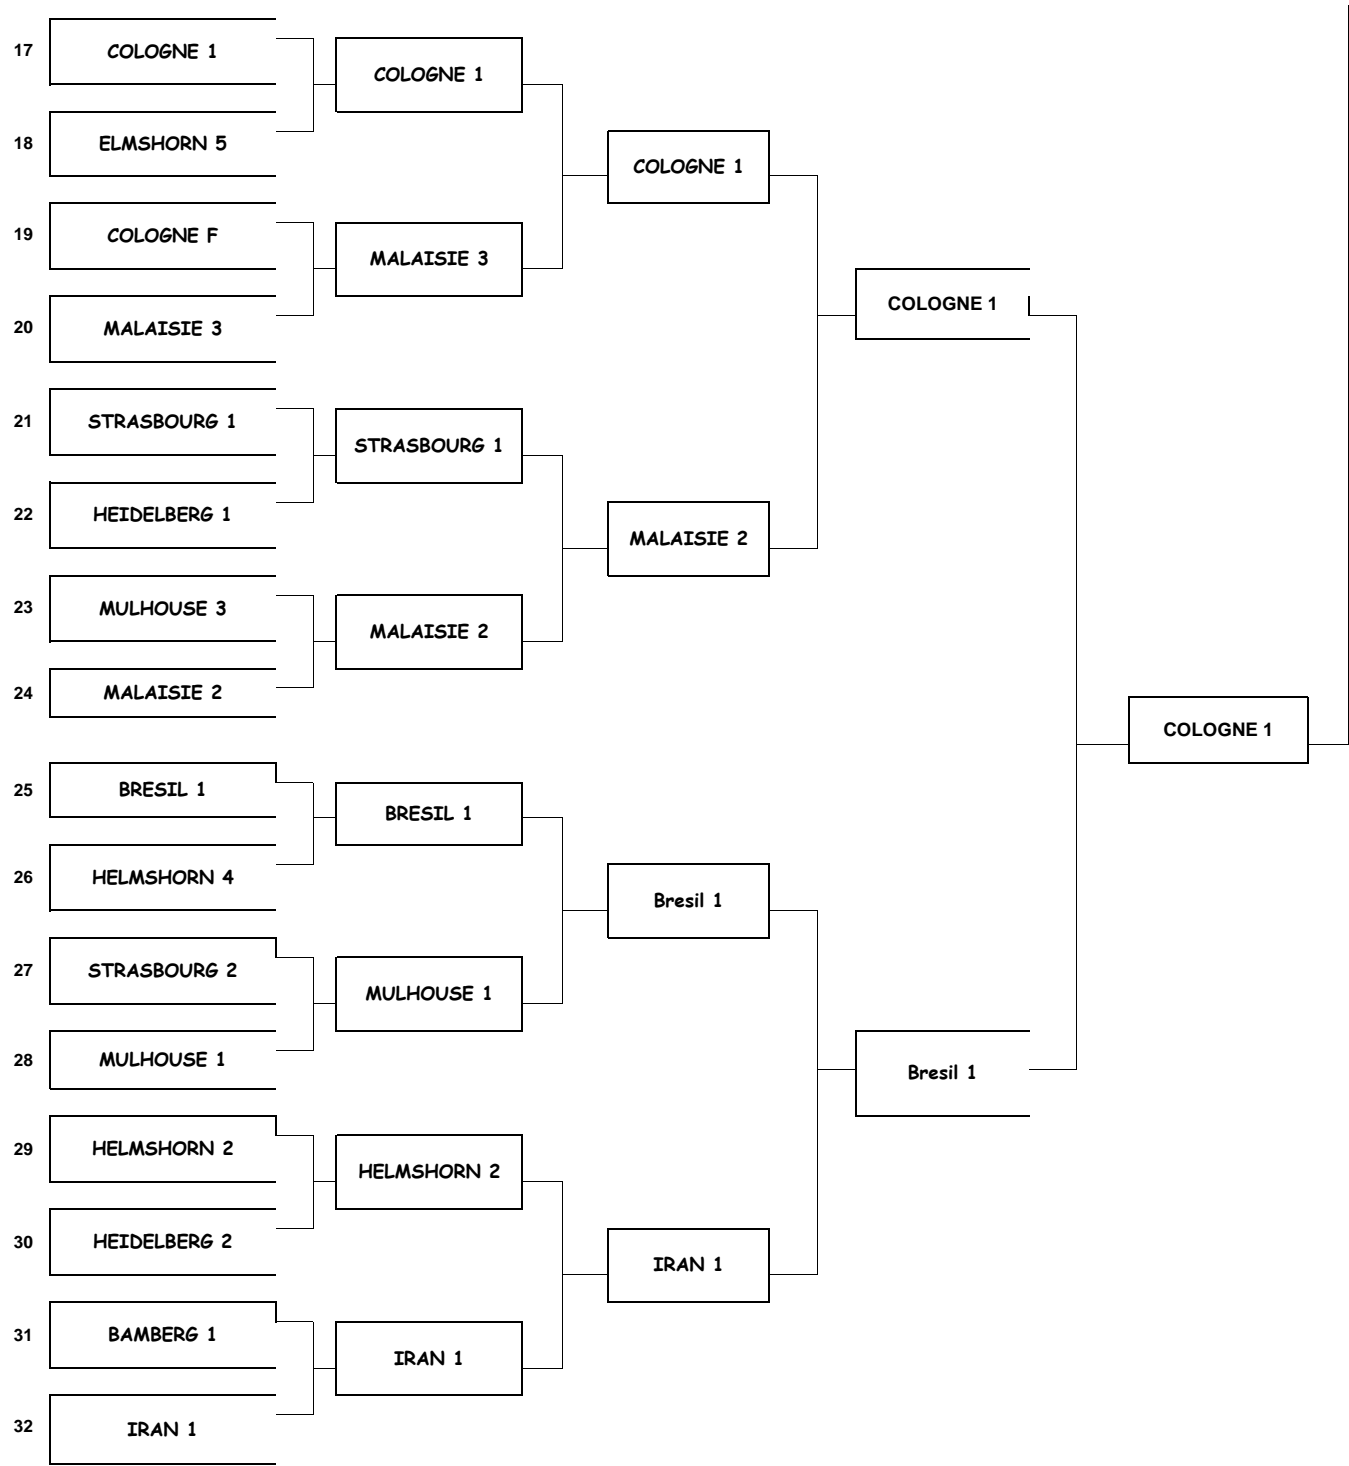 17
COLOGNE 1
COLOGNE 1
18
ELMSHORN 5
COLOGNE 1
19
COLOGNE F
MALAISIE 3
20
MALAISIE 3
COLOGNE 1
21
STRASBOURG 1
STRASBOURG 1
22
HEIDELBERG 1
MALAISIE 2
23
MULHOUSE 3
MALAISIE 2
24
MALAISIE 2
COLOGNE 1
25
BRESIL 1
BRESIL 1
26
HELMSHORN 4
Bresil 1
27
STRASBOURG 2
MULHOUSE 1
28
MULHOUSE 1
Bresil 1
29
HELMSHORN 2
HELMSHORN 2
30
HEIDELBERG 2
IRAN 1
31
BAMBERG 1
IRAN 1
32
IRAN 1